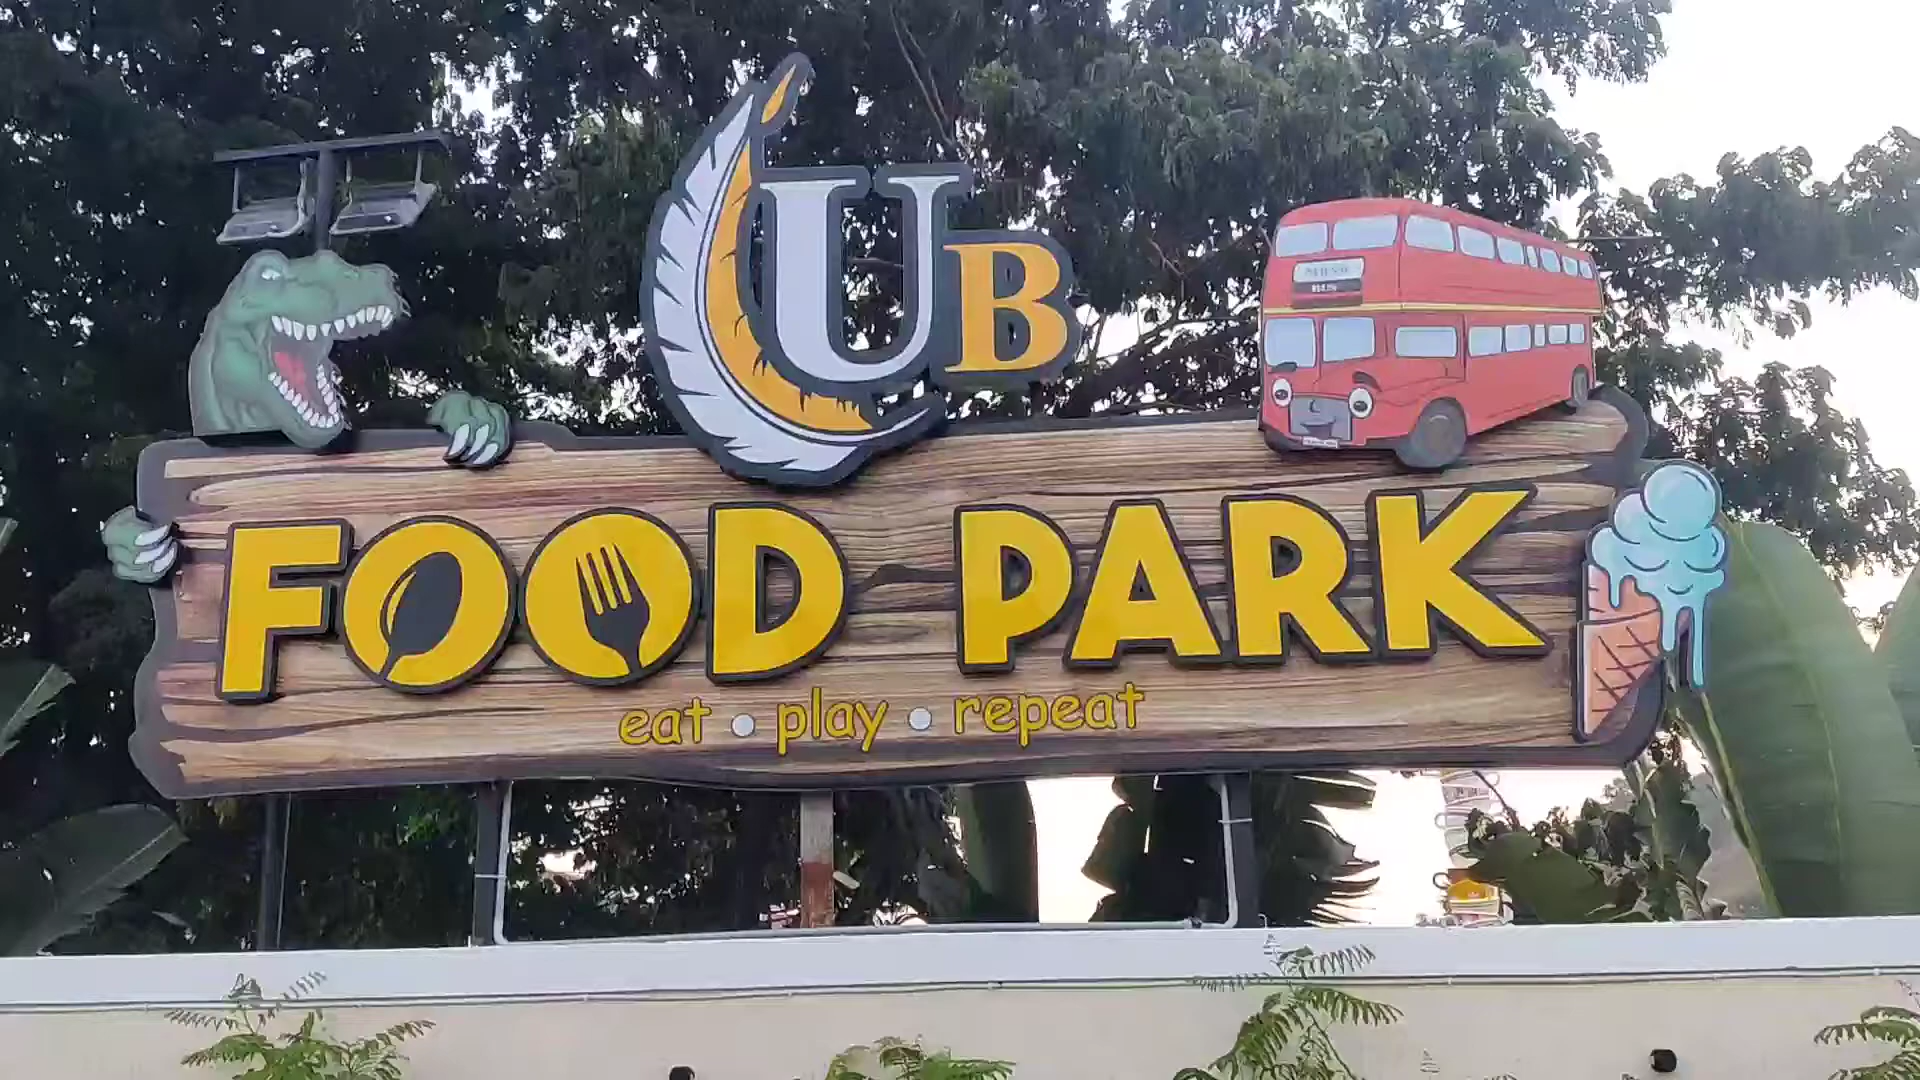 UB
FOOD PARK
eat • play • repeat